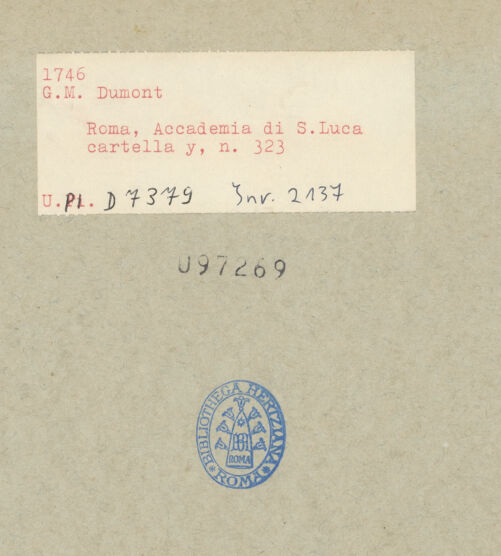 1746
G.M. Dumont
Roma, Accademia di S.Luca
cartella y, n. 323
U.Pl. D 7379 Inv. 2137
U97269
BIBLIOTHECA HERTZIANA
ROMA
ROMA